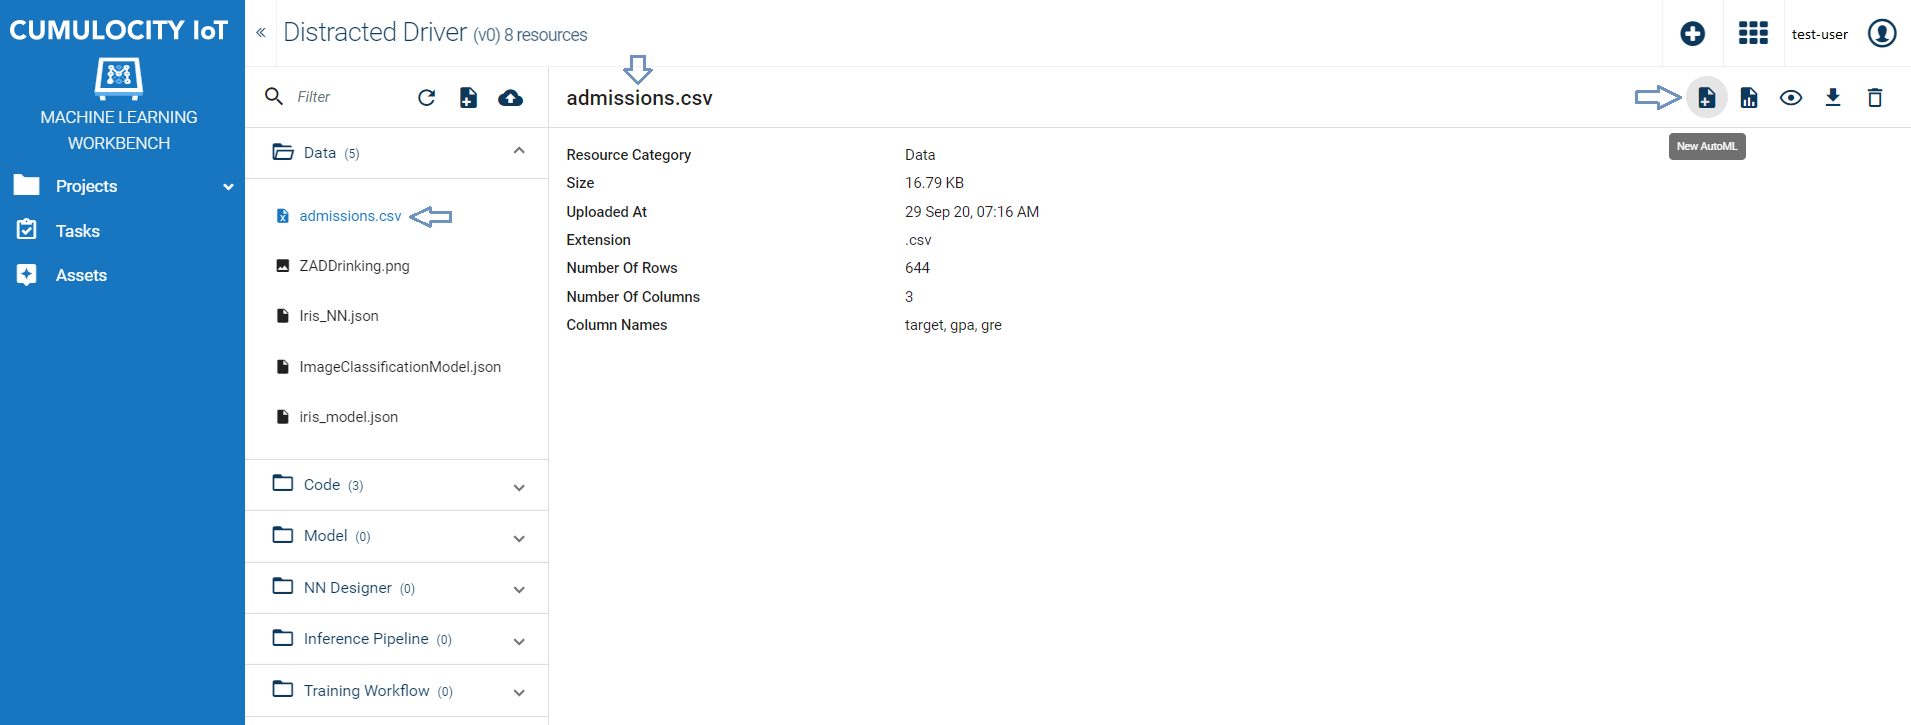 CUMULOCITY IoT
MACHINE LEARNING
WORKBENCH
Projects
Tasks
Assets
Distracted Driver (v0) 8 resources
test-user
Filter
Data (5)
admissions.csv
ZADDrinking.png
Iris_NN.json
ImageClassificationModel.json
iris_model.json
Code (3)
Model (0)
NN Designer (0)
Inference Pipeline (0)
Training Workflow (0)
admissions.csv
New AutoML
Resource Category Data
Size 16.79 KB
Uploaded At 29 Sep 20, 07:16 AM
Extension .csv
Number Of Rows 644
Number Of Columns 3
Column Names target, gpa, gre